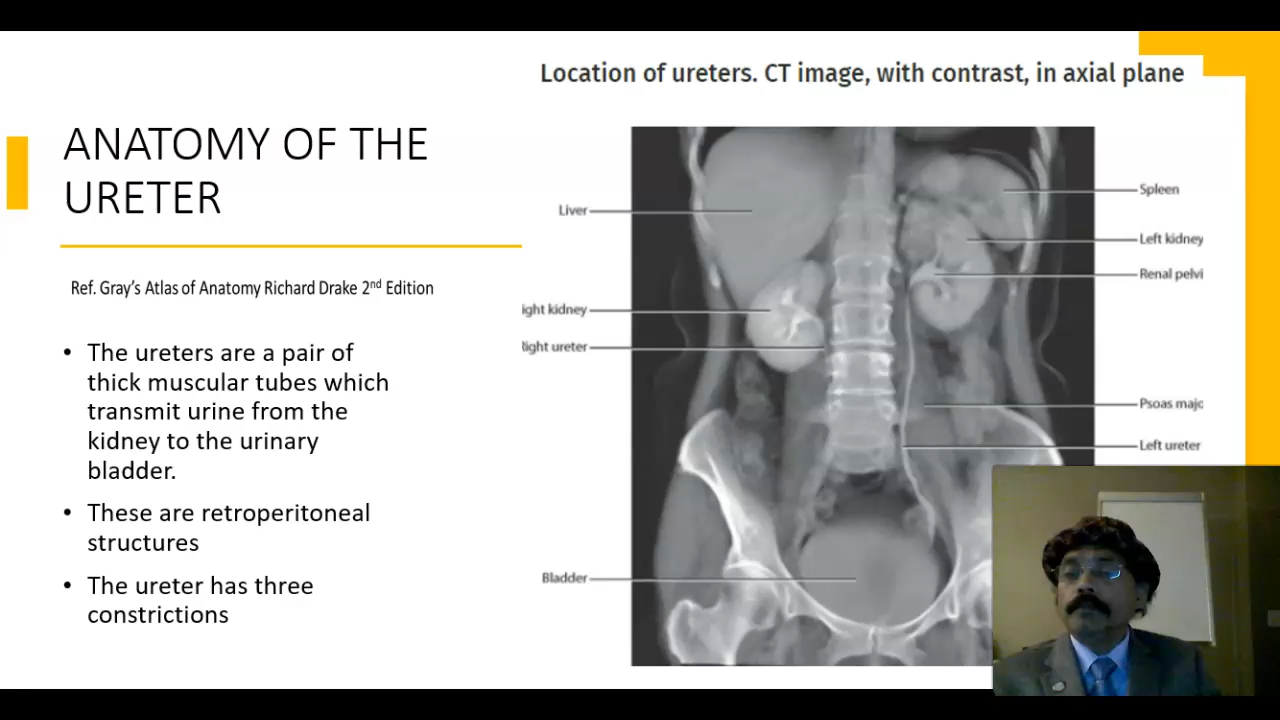 Location of ureters. CT image, with contrast, in axial plane
ANATOMY OF THE
URETER
Ref. Gray's Atlas of Anatomy Richard Drake 2nd Edition
• The ureters are a pair of
thick muscular tubes which
transmit urine from the
kidney to the urinary
bladder.
• These are retroperitoneal
structures
• The ureter has three
constrictions
Liver
ight kidney
Right ureter
Bladder
Spleen
Left kidney
Renal pelvi
Psoas majo
Left ureter